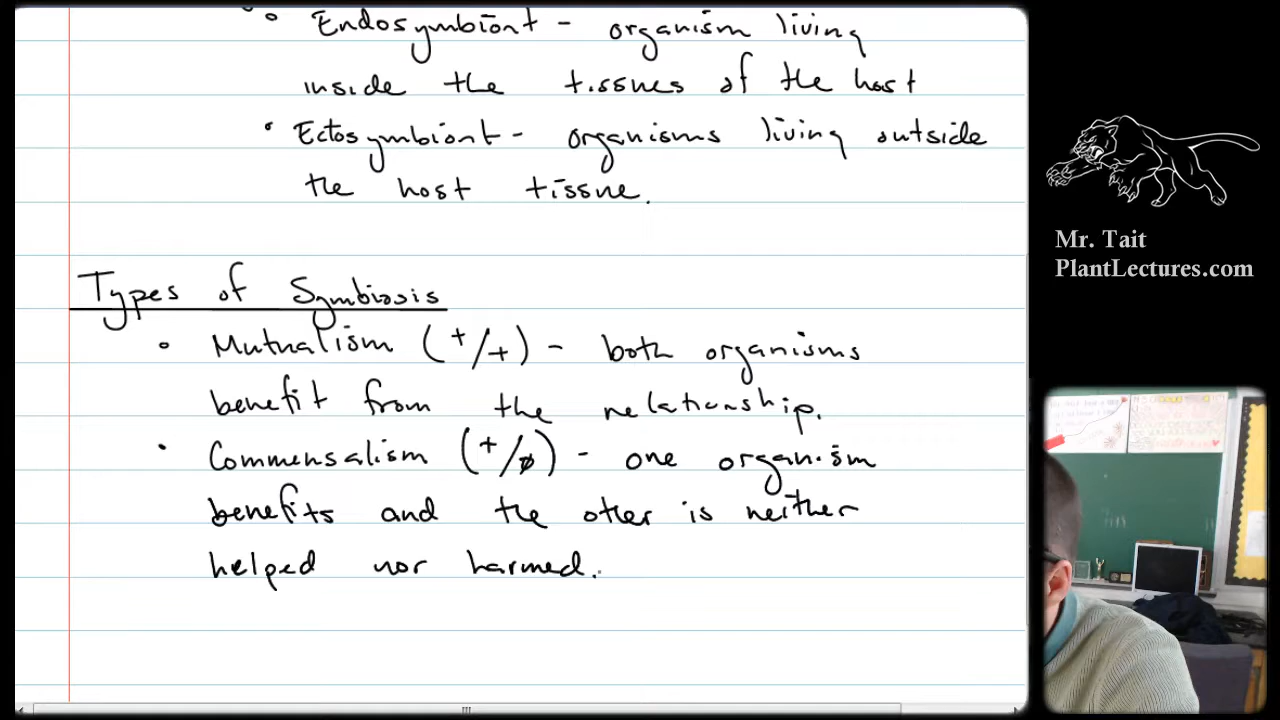 Endosymbiont - organism living
inside the tissues of the host
Ectosymbiont - organisms living outside
the host tissue.
Types of Symbiosis
Mutualism (+/+) - both organisms
benefit from the relationship.
Commensalism (+/ø) - one organism
benefits and the other is neither
helped nor harmed.
Mr. Tait
PlantLectures.com